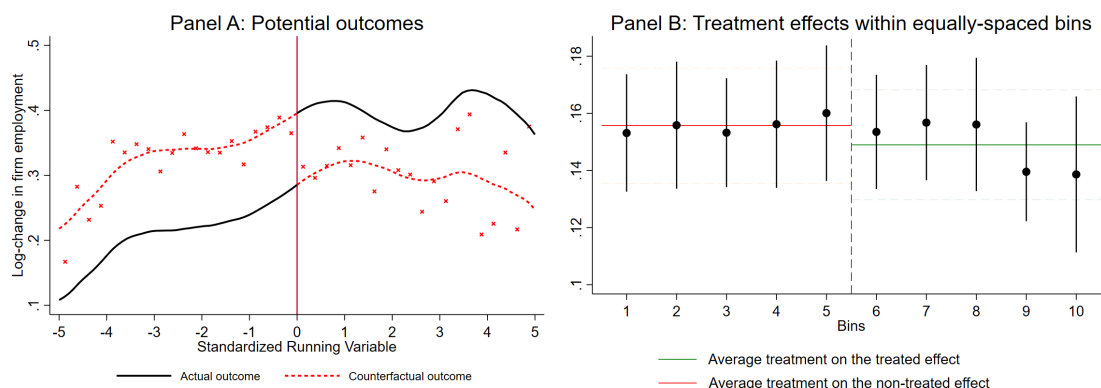 Panel A: Potential outcomes
Log-change in firm employment
.5
.4
.3
.2
.1
-5 -4 -3 -2 -1 0 1 2 3 4 5
Standardized Running Variable
Actual outcome Counterfactual outcome
Panel B: Treatment effects within equally-spaced bins
.18
.16
.14
.12
.1
1 2 3 4 5 6 7 8 9 10
Bins
Average treatment on the treated effect
Average treatment on the non-treated effect